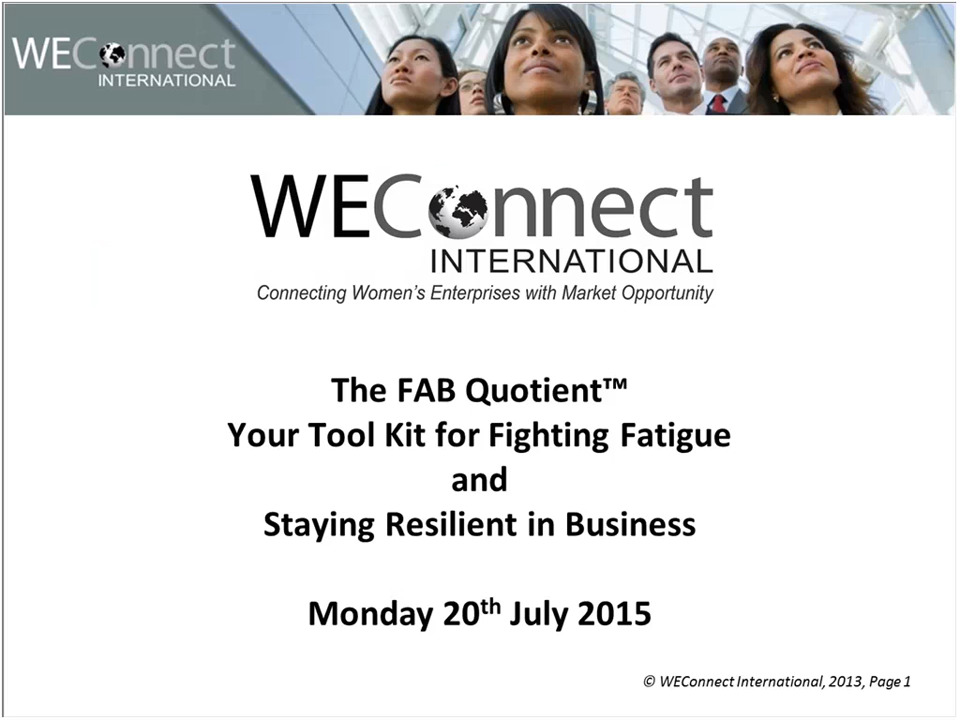 WEConnect
INTERNATIONAL
WEConnect
INTERNATIONAL
Connecting Women's Enterprises with Market Opportunity
The FAB Quotient™
Your Tool Kit for Fighting Fatigue
and
Staying Resilient in Business
Monday 20th July 2015
© WEConnect International, 2013, Page 1